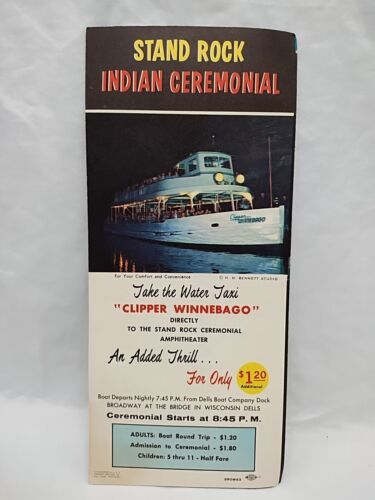 STAND ROCK
INDIAN CEREMONIAL
Clipper WINNEBAGO
For Your Comfort and Convenience
© H. H. BENNETT STUDIO
Take the Water Taxi
"CLIPPER WINNEBAGO"
DIRECTLY
TO THE STAND ROCK CEREMONIAL
AMPHITHEATER
An Added Thrill...
For Only $1.20
Additional!
Boat Departs Nightly 7:45 P.M. From Dells Boat Company Dock
BROADWAY AT THE BRIDGE IN WISCONSIN DELLS
Ceremonial Starts at 8:45 P. M.
ADULTS: Boat Round Trip - $1.20
Admission to Ceremonial - $1.80
Children: 5 thru 11 - Half Fare